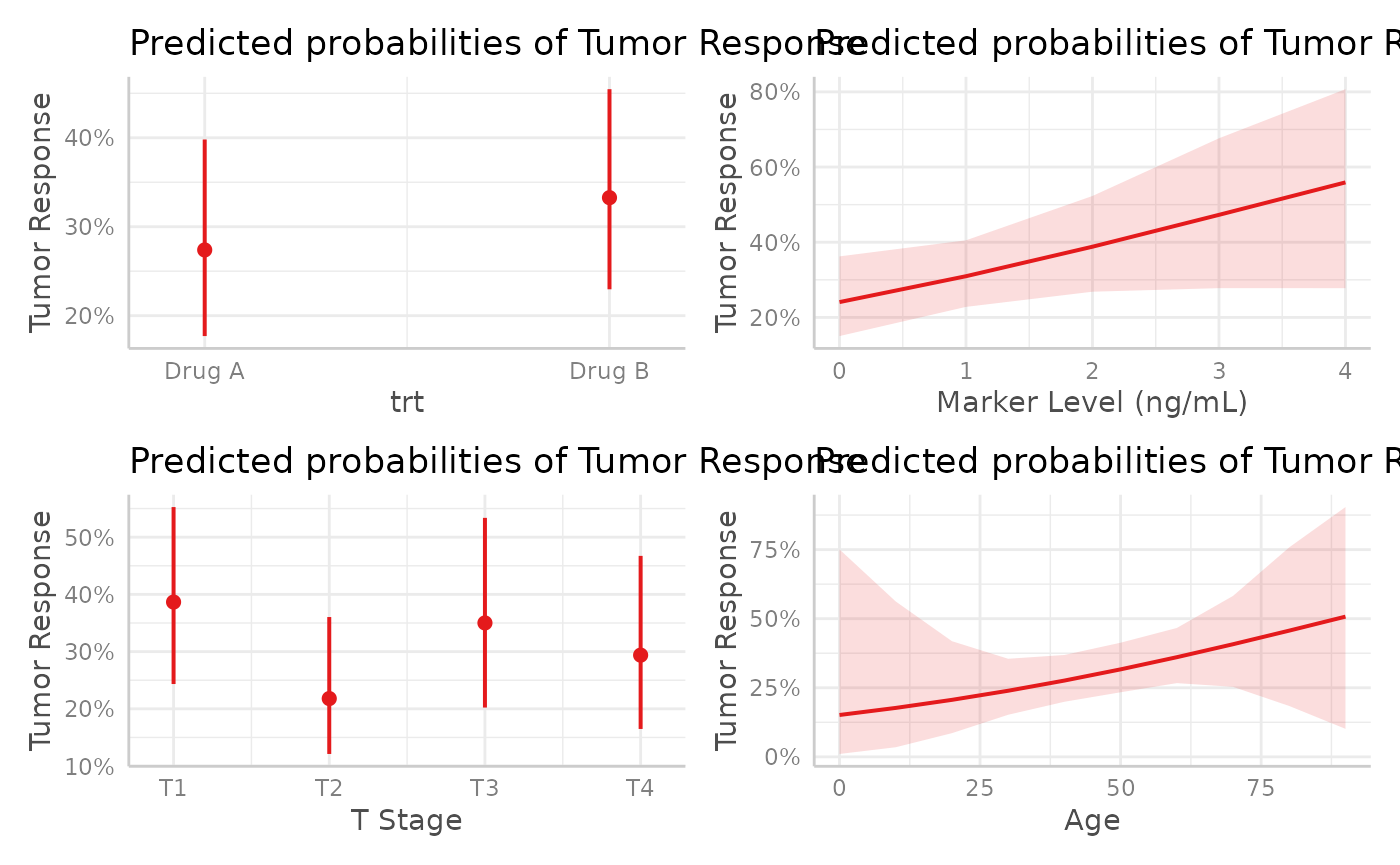 Predicted probabilities of Tumor Response
Tumor Response
40%
30%
20%
Drug A
Drug B
trt
Predicted probabilities of Tumor R
Tumor Response
80%
60%
40%
20%
0
1
2
3
4
Marker Level (ng/mL)
Predicted probabilities of Tumor Response
Tumor Response
50%
40%
30%
20%
10%
T1
T2
T3
T4
T Stage
Predicted probabilities of Tumor R
Tumor Response
75%
50%
25%
0%
0
25
50
75
Age